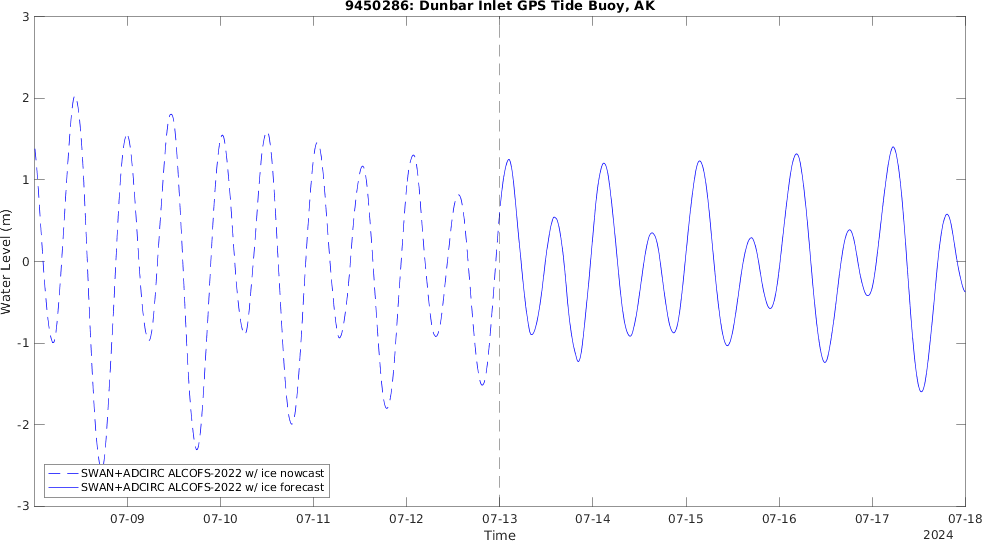 9450286: Dunbar Inlet GPS Tide Buoy, AK
Water Level (m)
3
2
1
0
-1
-2
-3
SWAN+ADCIRC ALCOFS-2022 w/ ice nowcast
SWAN+ADCIRC ALCOFS-2022 w/ ice forecast
07-09 07-10 07-11 07-12 07-13 07-14 07-15 07-16 07-17 07-18
Time
2024